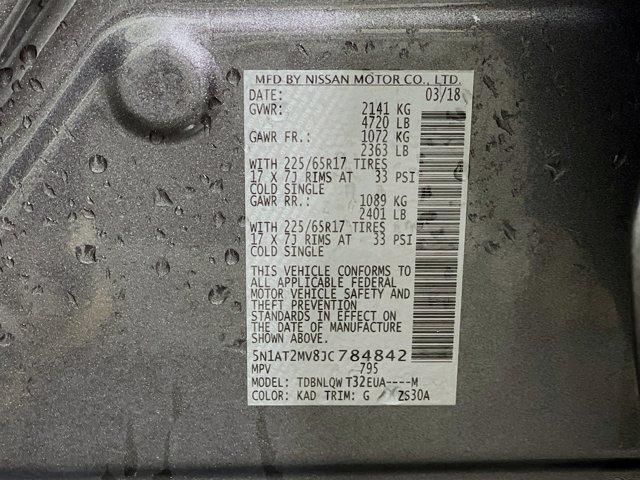 MFD BY NISSAN MOTOR CO., LTD.
DATE: 03/18
GVWR: 2141 KG
4720 LB
GAWR FR.: 1072 KG
2363 LB
WITH 225/65R17 TIRES
17 X 7J RIMS AT 33 PSI
COLD SINGLE
GAWR RR.: 1089 KG
2401 LB
WITH 225/65R17 TIRES
17 X 7J RIMS AT 33 PSI
COLD SINGLE
THIS VEHICLE CONFORMS TO
ALL APPLICABLE FEDERAL
MOTOR VEHICLE SAFETY AND
THEFT PREVENTION
STANDARDS IN EFFECT ON
THE DATE OF MANUFACTURE
SHOWN ABOVE.
5N1AT2MV8JC784842
MPV 795
MODEL: TDBNLQW T32EUA----M
COLOR: KAD TRIM: G / ZS30A